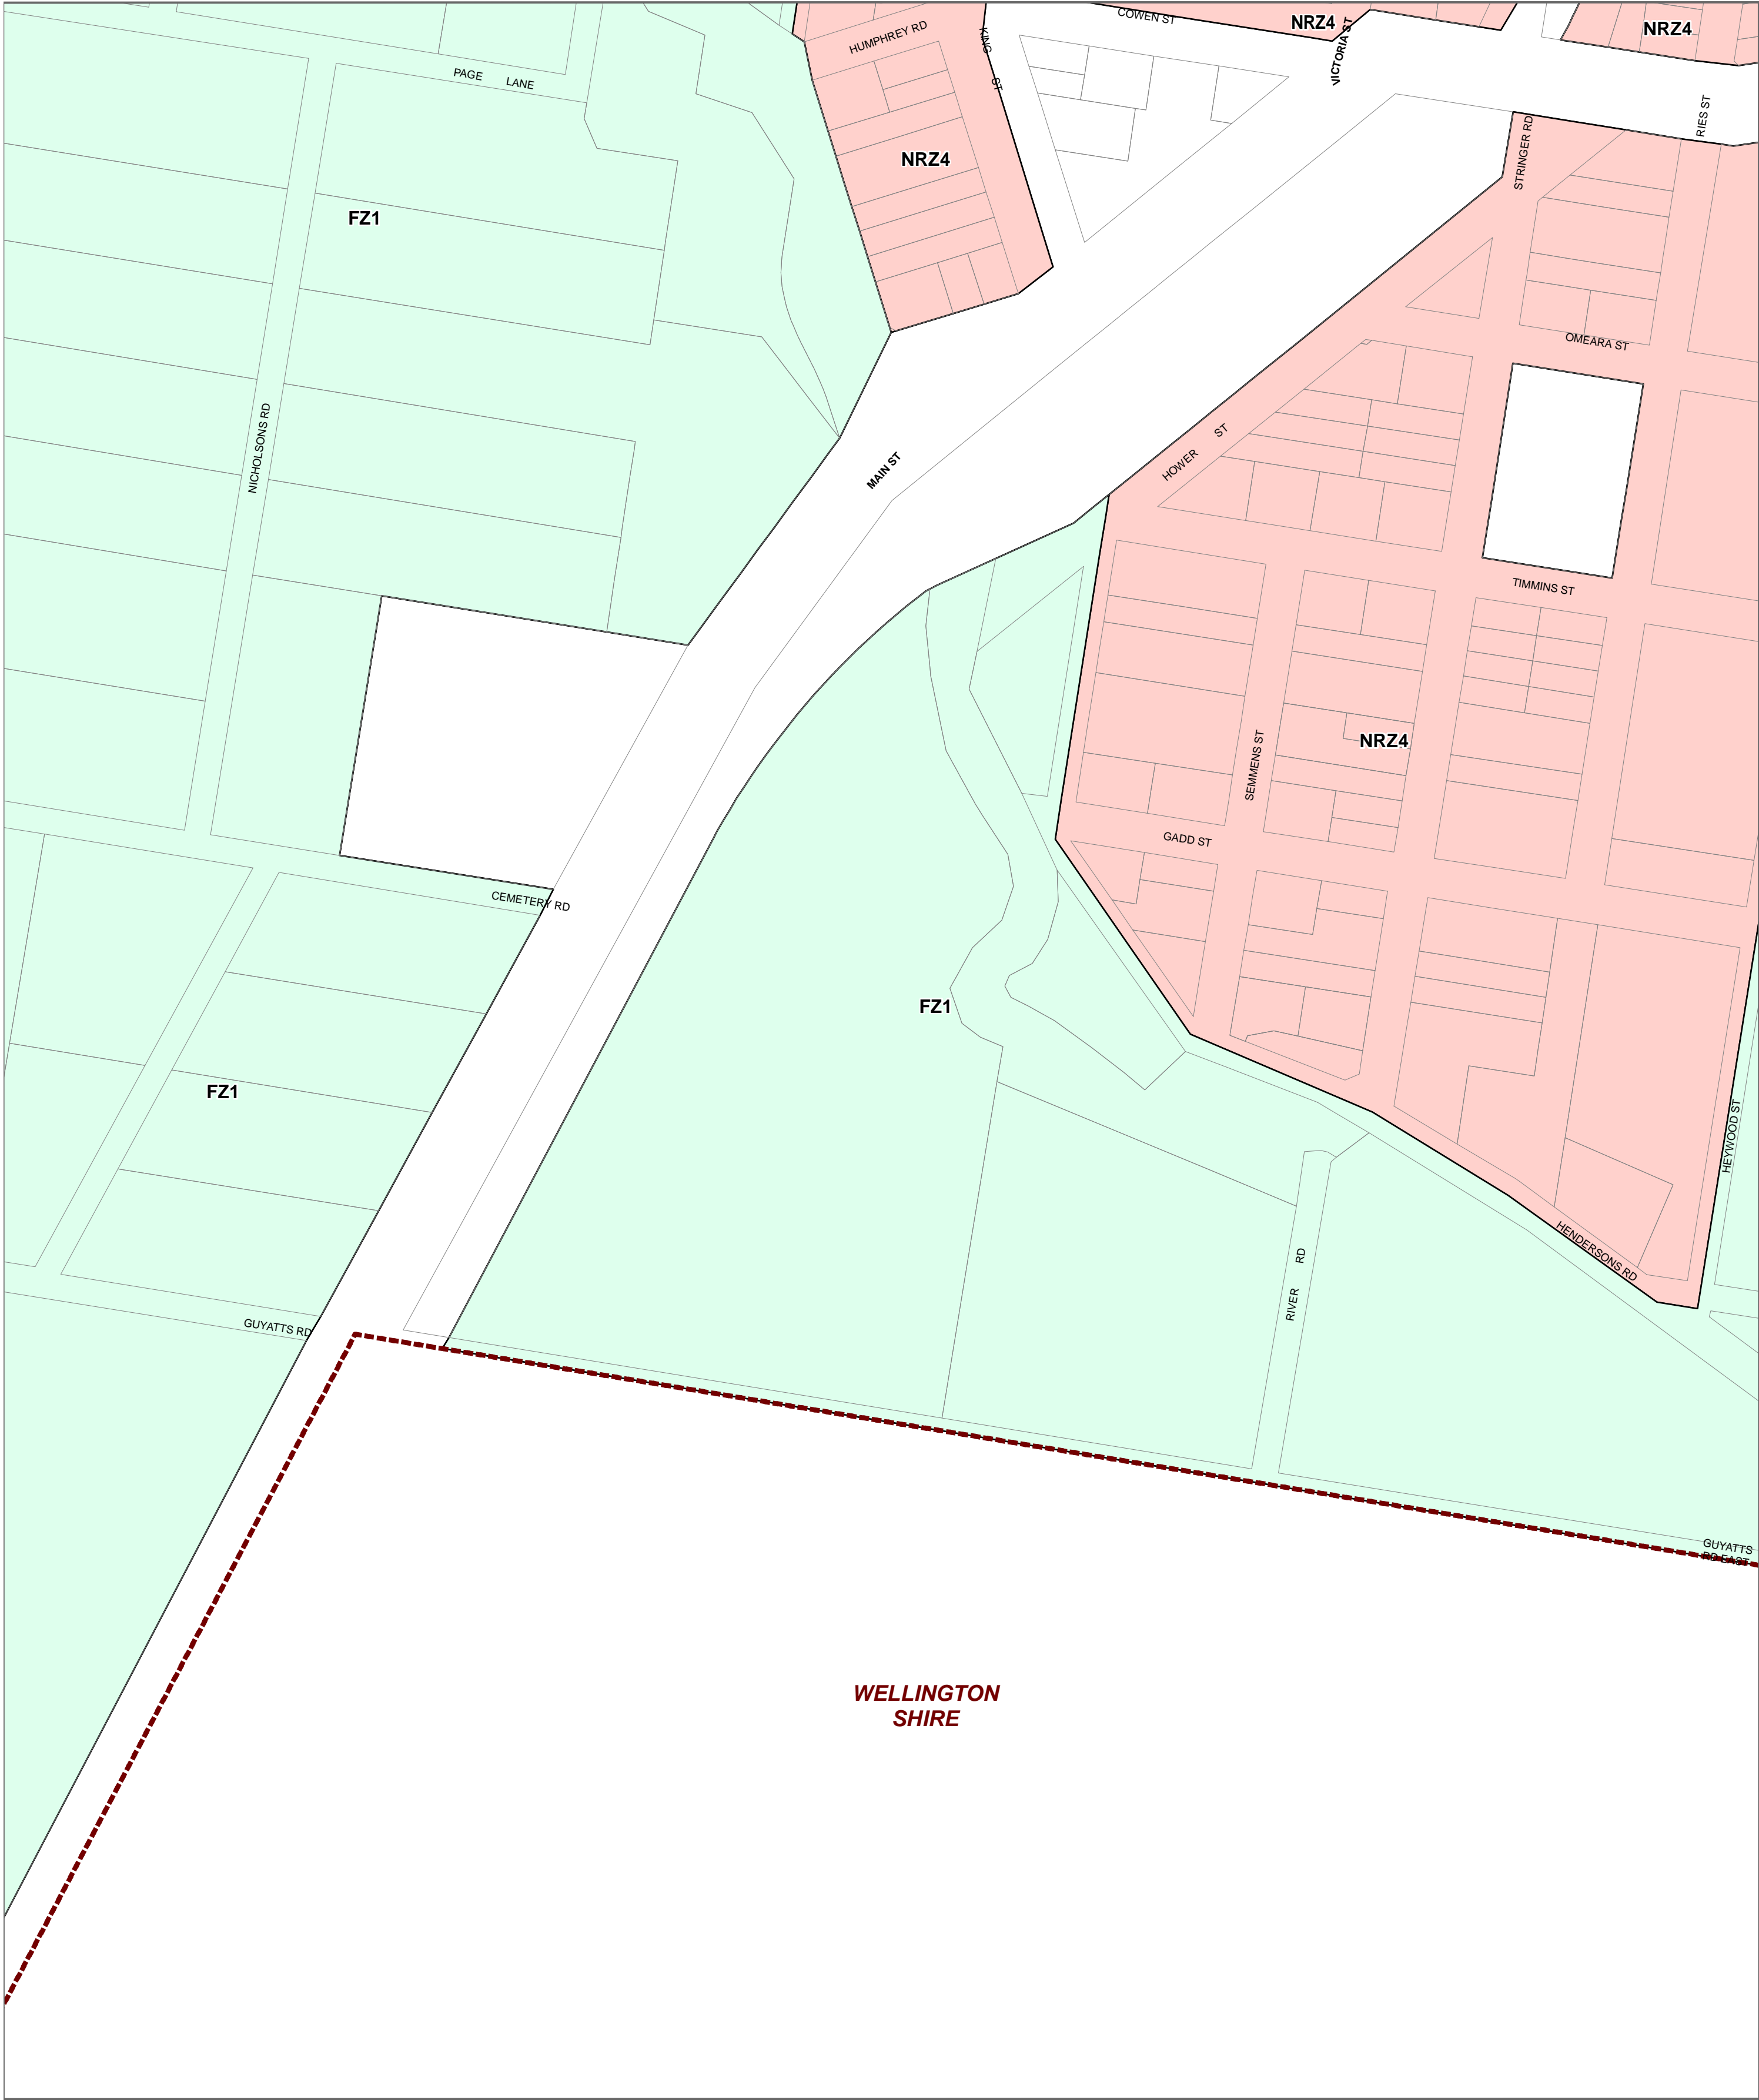 COWEN ST
NRZ4
VICTORIA ST
NRZ4
HUMPHREY RD
KING ST
PAGE LANE
RIES ST
STRINGER RD
NRZ4
FZ1
OMEARA ST
NICHOLSONS RD
MAIN ST
HOWER ST
TIMMINS ST
SEMMENS ST
NRZ4
GADD ST
CEMETERY RD
FZ1
FZ1
HEYWOOD ST
HENDERSONS RD
RIVER RD
GUYATTS RD
GUYATTS
RD EAST
WELLINGTON
SHIRE